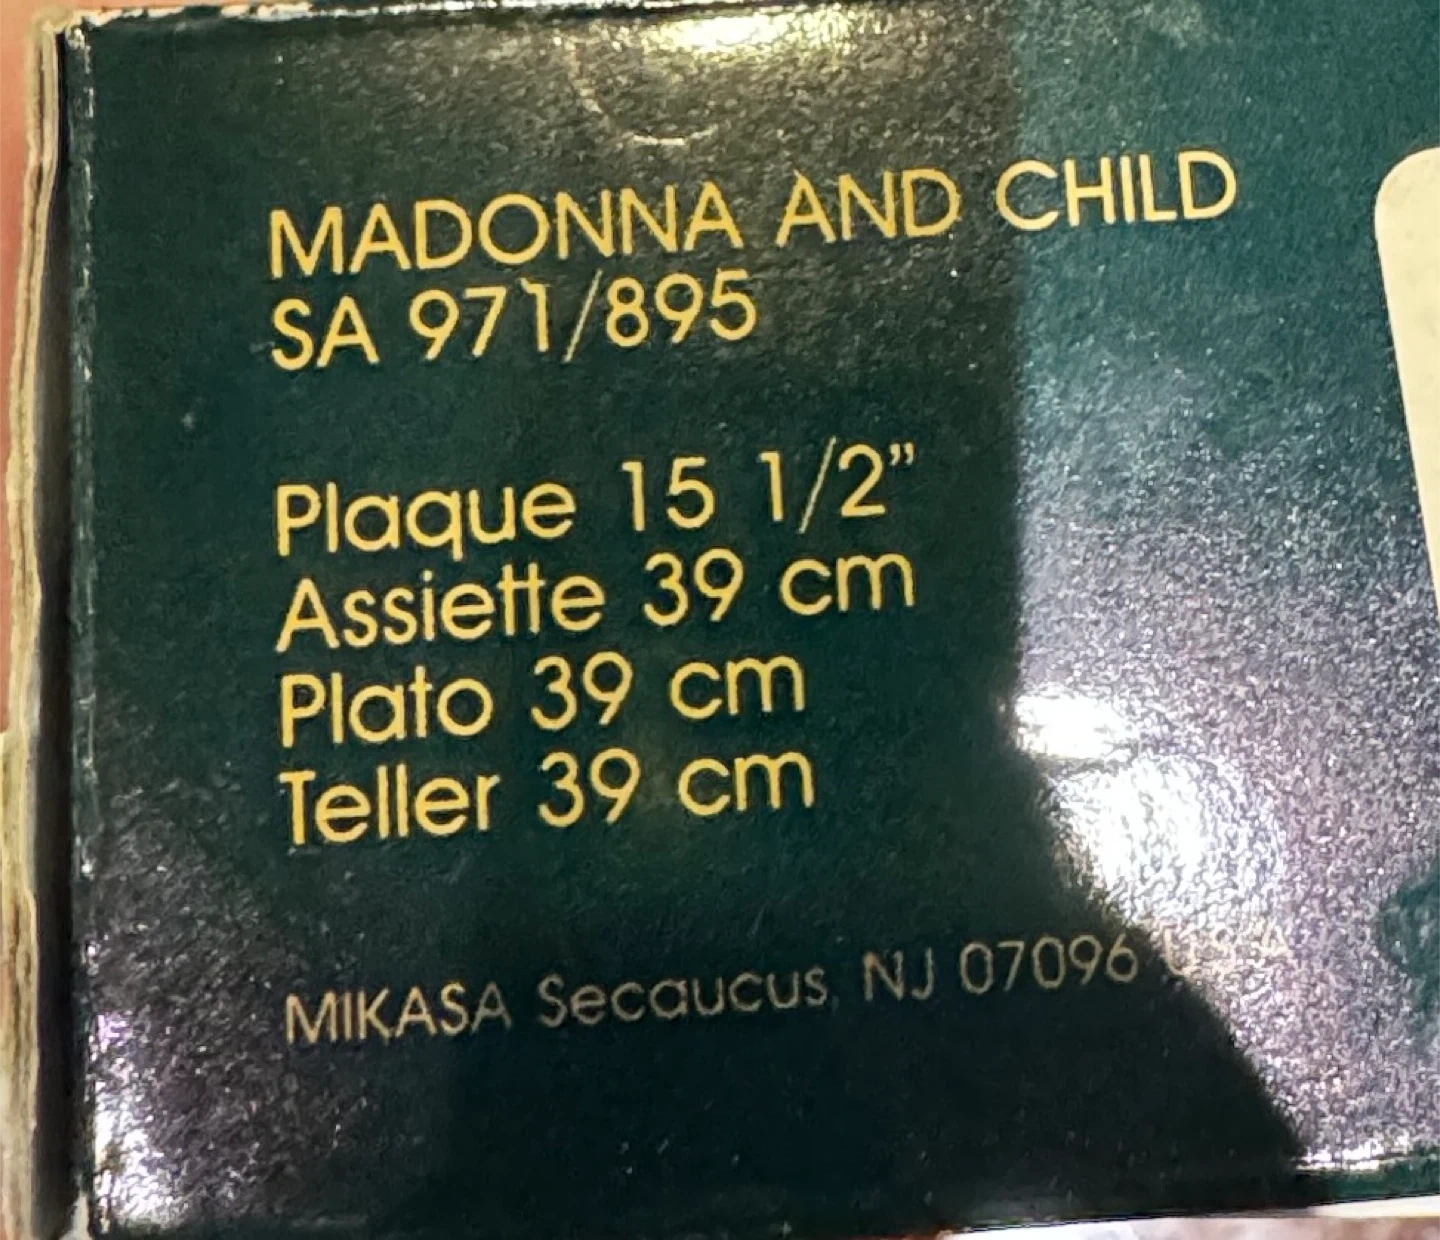 MADONNA AND CHILD
SA 971/895
Plaque 15 1/2”
Assiette 39 cm
Plato 39 cm
Teller 39 cm
MIKASA Secaucus, NJ 07096 USA